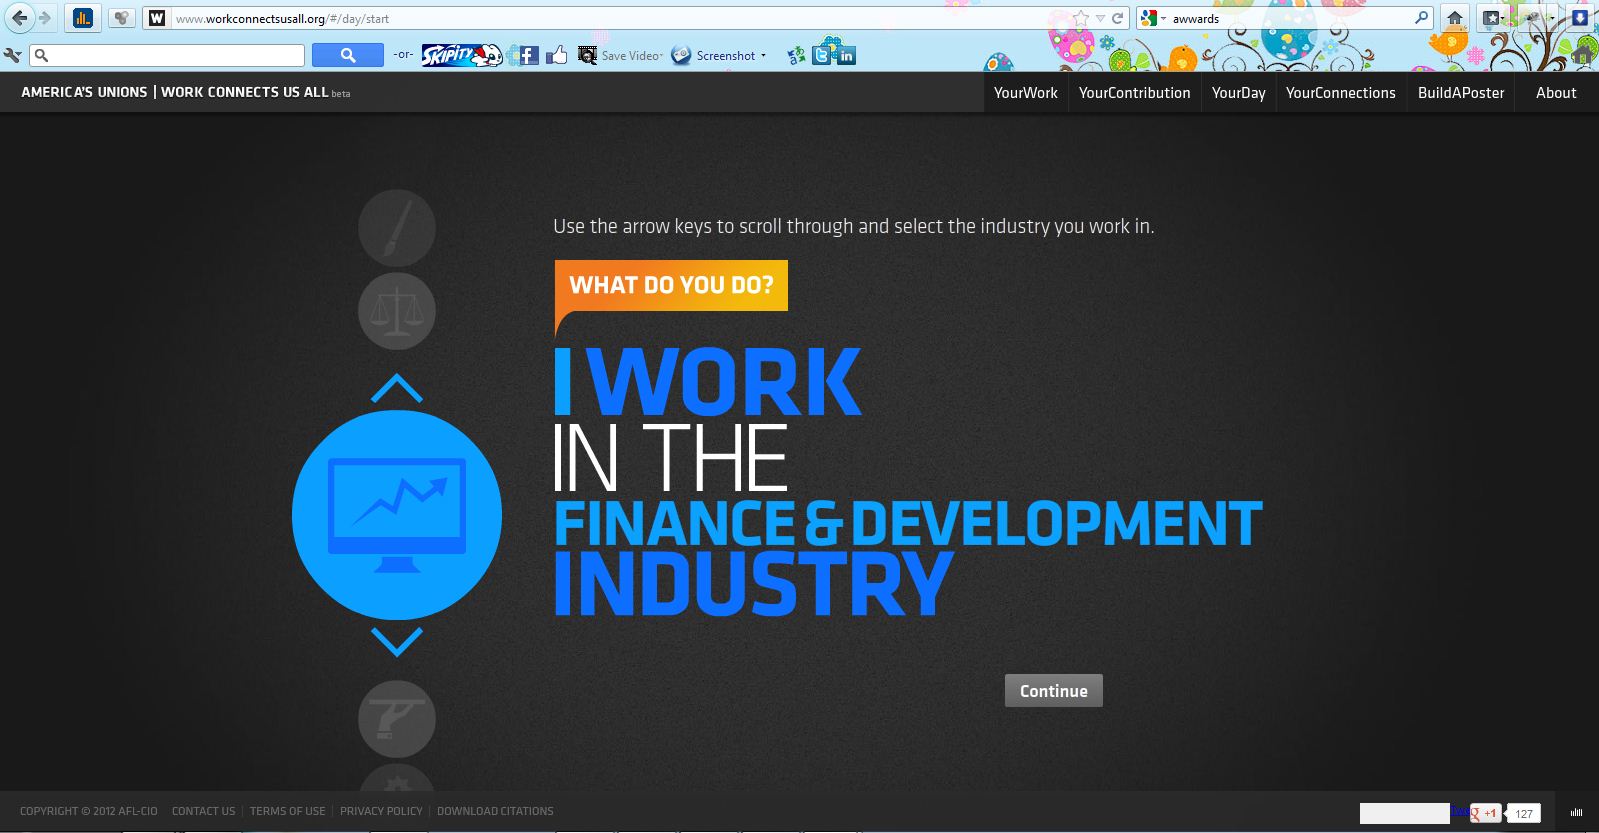 www.workconnectsusall.org/#/day/start
awwards
-or-
SKIPITY
Save Video
Screenshot
AMERICA'S UNIONS | WORK CONNECTS US ALL beta
YourWork
YourContribution
YourDay
YourConnections
BuildAPoster
About
Use the arrow keys to scroll through and select the industry you work in.
WHAT DO YOU DO?
I WORK
IN THE
FINANCE & DEVELOPMENT
INDUSTRY
Continue
COPYRIGHT © 2012 AFL-CIO
CONTACT US
TERMS OF USE
PRIVACY POLICY
DOWNLOAD CITATIONS
+1
127